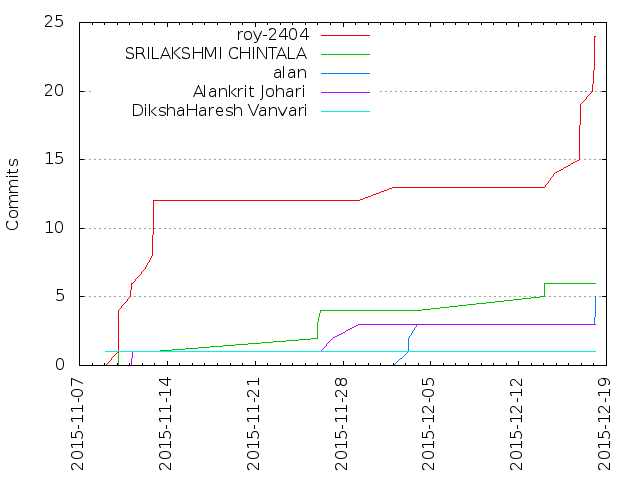 25
20
15
10
5
0
Commits
roy-2404
SRILAKSHMI CHINTALA
alan
Alankrit Johari
DikshaHaresh Vanvari
2015-11-07
2015-11-14
2015-11-21
2015-11-28
2015-12-05
2015-12-12
2015-12-19